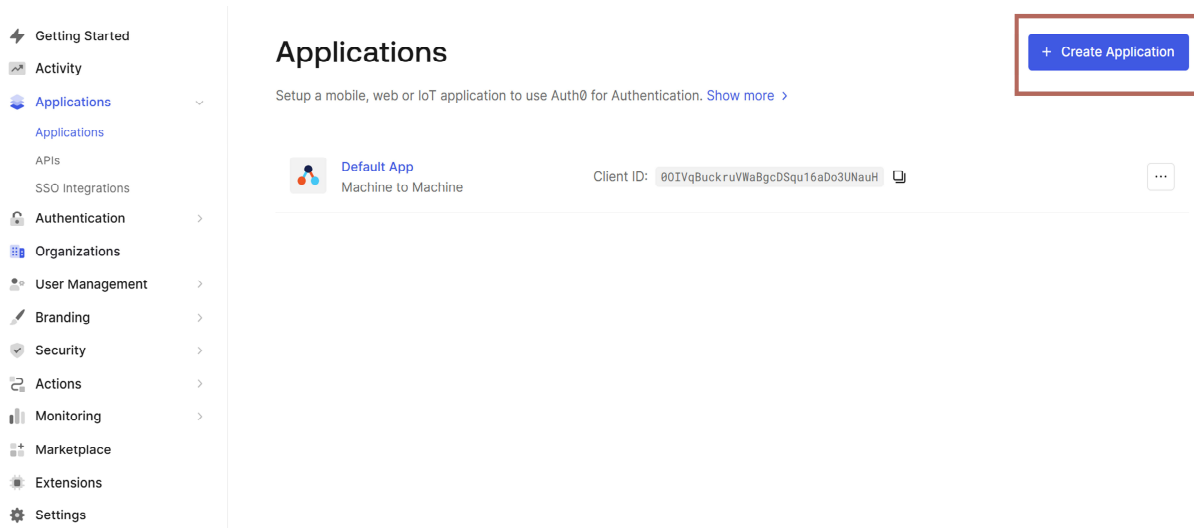 Getting Started
Activity
Applications
Applications
APIs
SSO Integrations
Authentication
Organizations
User Management
Branding
Security
Actions
Monitoring
Marketplace
Extensions
Settings
Applications
+ Create Application
Setup a mobile, web or IoT application to use Auth0 for Authentication. Show more >
Default App
Machine to Machine
Client ID: 0OIVqBuckruVWaBgcDSqu16aDo3UNauH